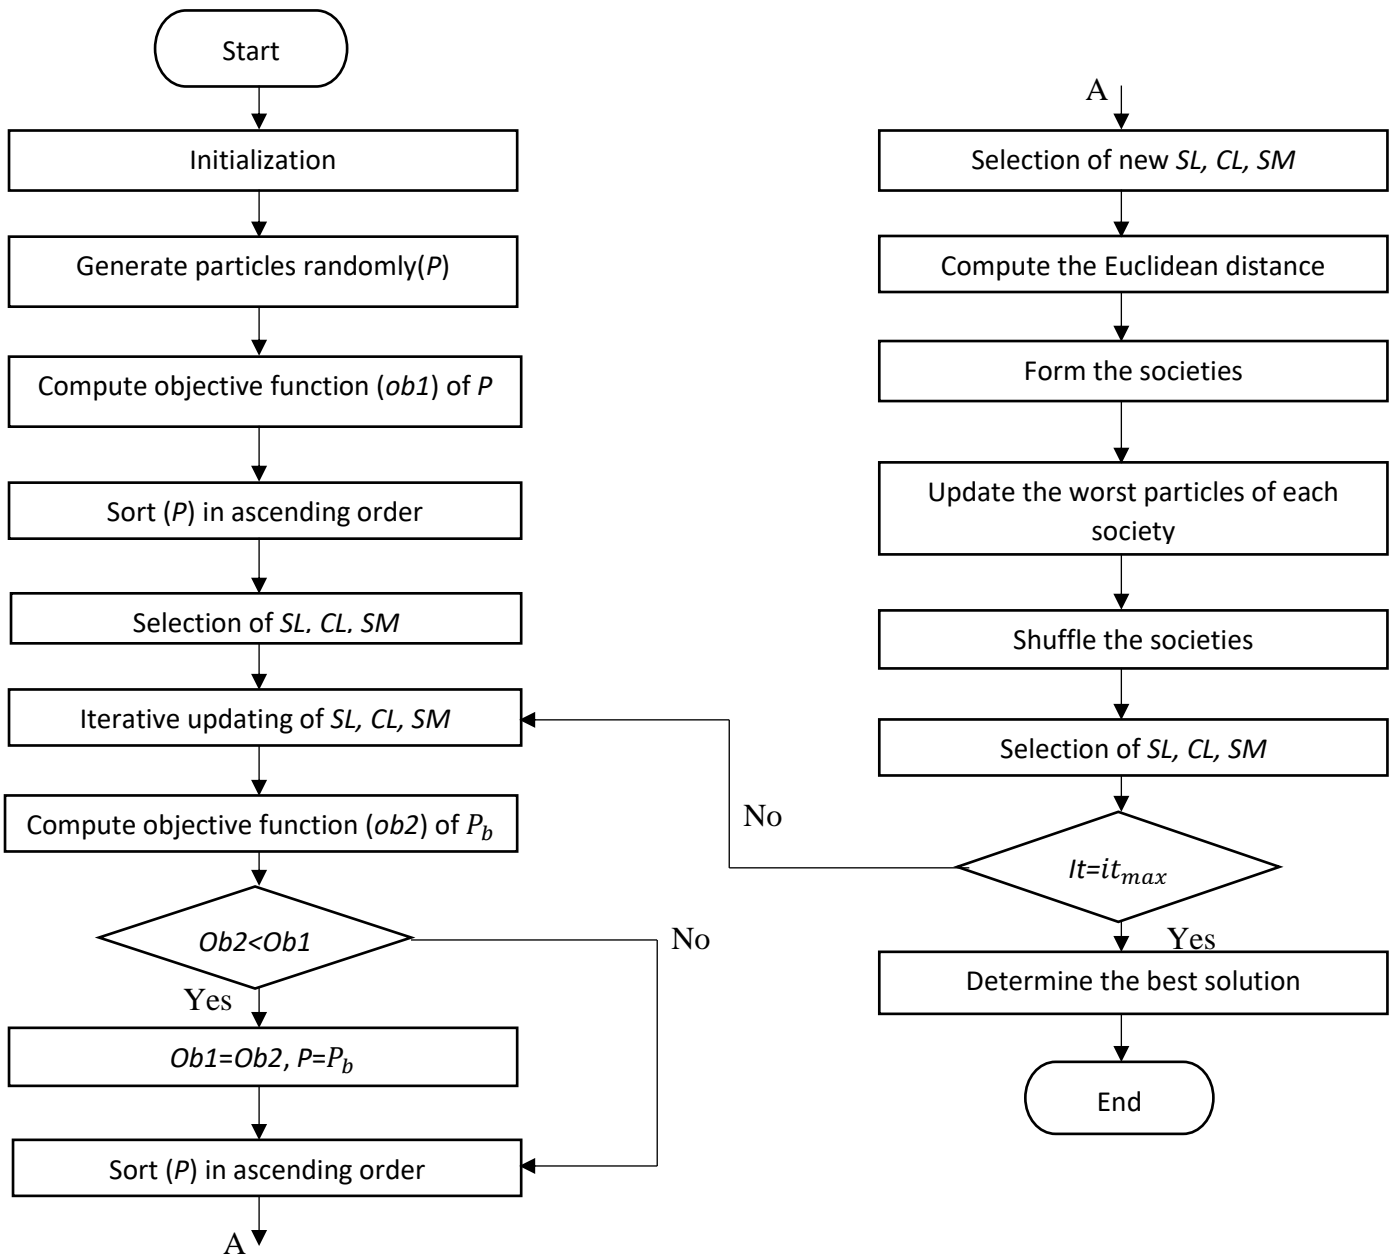 Start
Initialization
Generate particles randomly(P)
Compute objective function (ob1) of P
Sort (P) in ascending order
Selection of SL, CL, SM
Iterative updating of SL, CL, SM
Compute objective function (ob2) of P_b
Ob2<Ob1
No
Yes
Ob1=Ob2, P=P_b
Sort (P) in ascending order
A
A
Selection of new SL, CL, SM
Compute the Euclidean distance
Form the societies
Update the worst particles of each
society
Shuffle the societies
Selection of SL, CL, SM
It=it_max
No
Yes
Determine the best solution
End